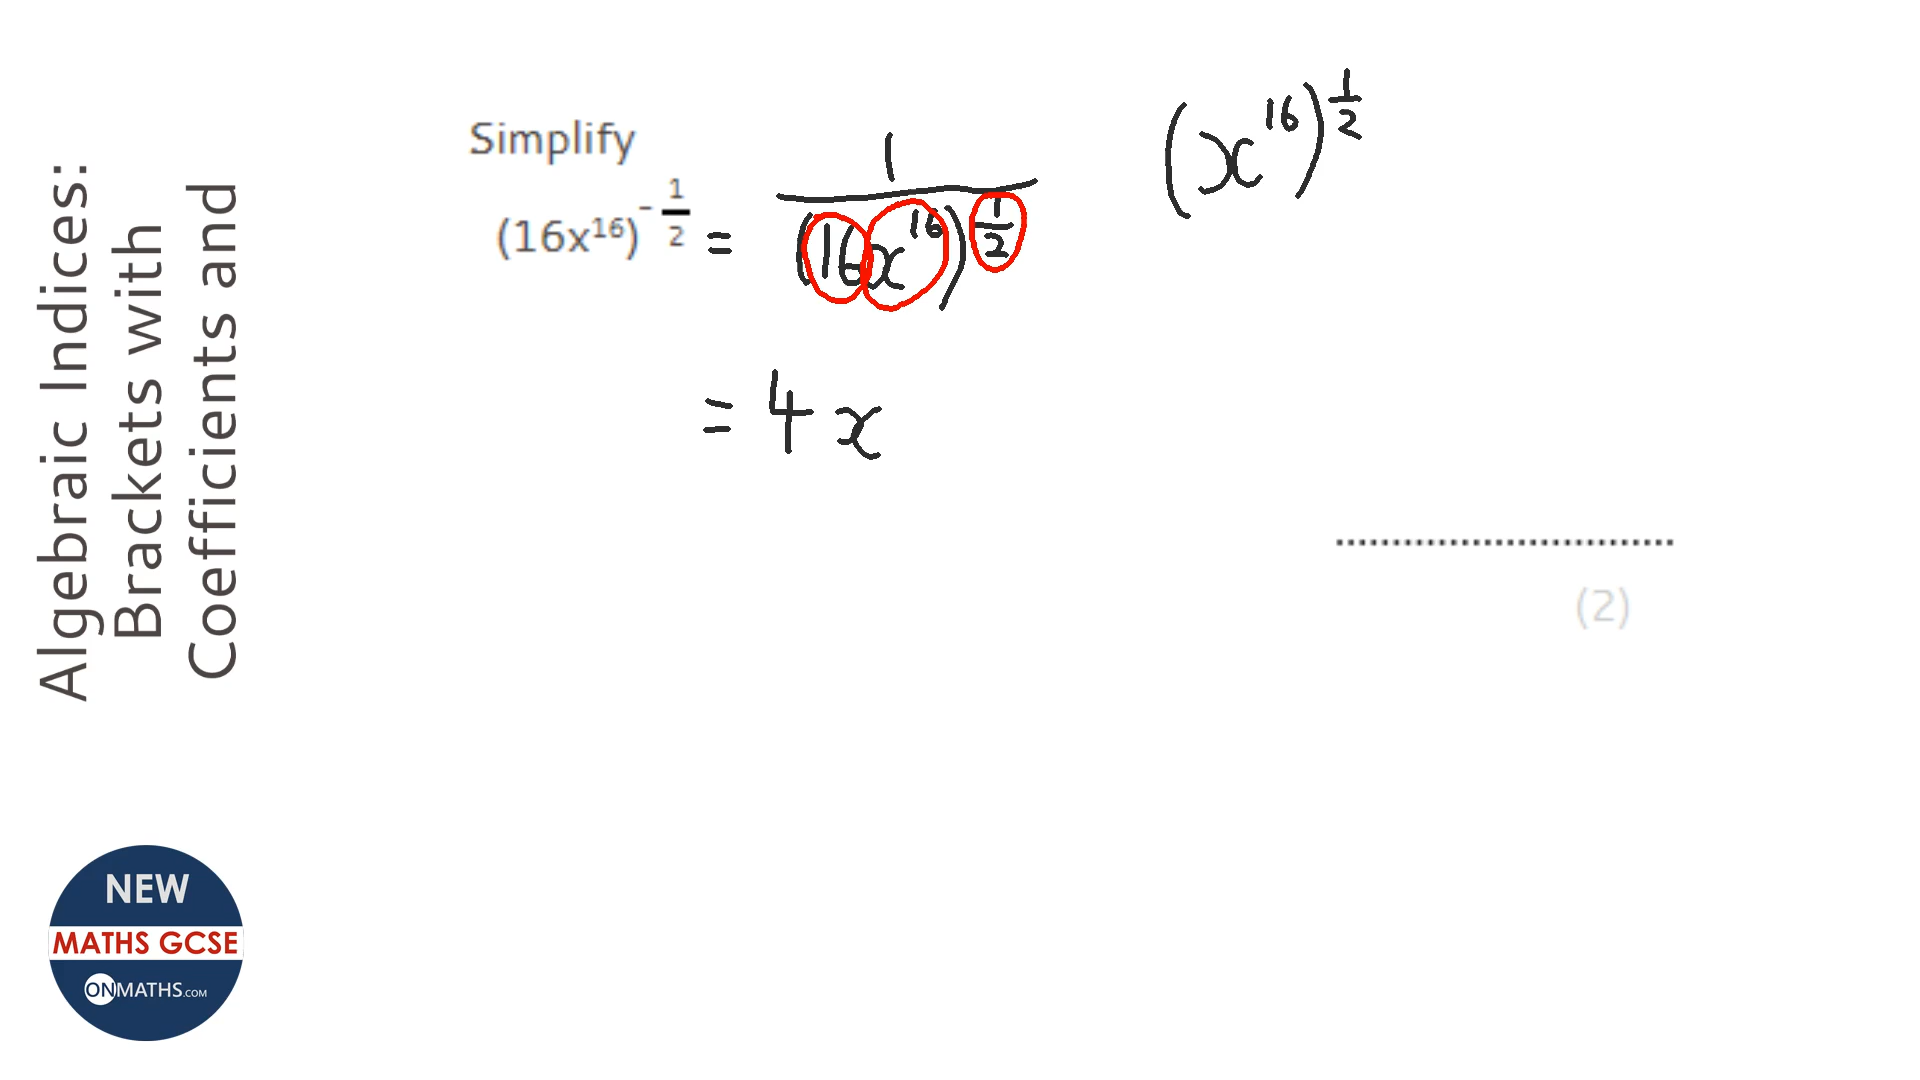 Algebraic Indices:
Brackets with
Coefficients and
Simplify
(16x¹⁶)^-1/2 = 1/(16x¹⁶)^1/2
(x¹⁶)^1/2
= 4x
....................................
(2)
NEW
MATHS GCSE
ONMATHS.COM